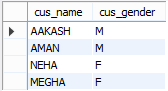 cus_name cus_gender
AAKASH M
AMAN M
NEHA F
MEGHA F